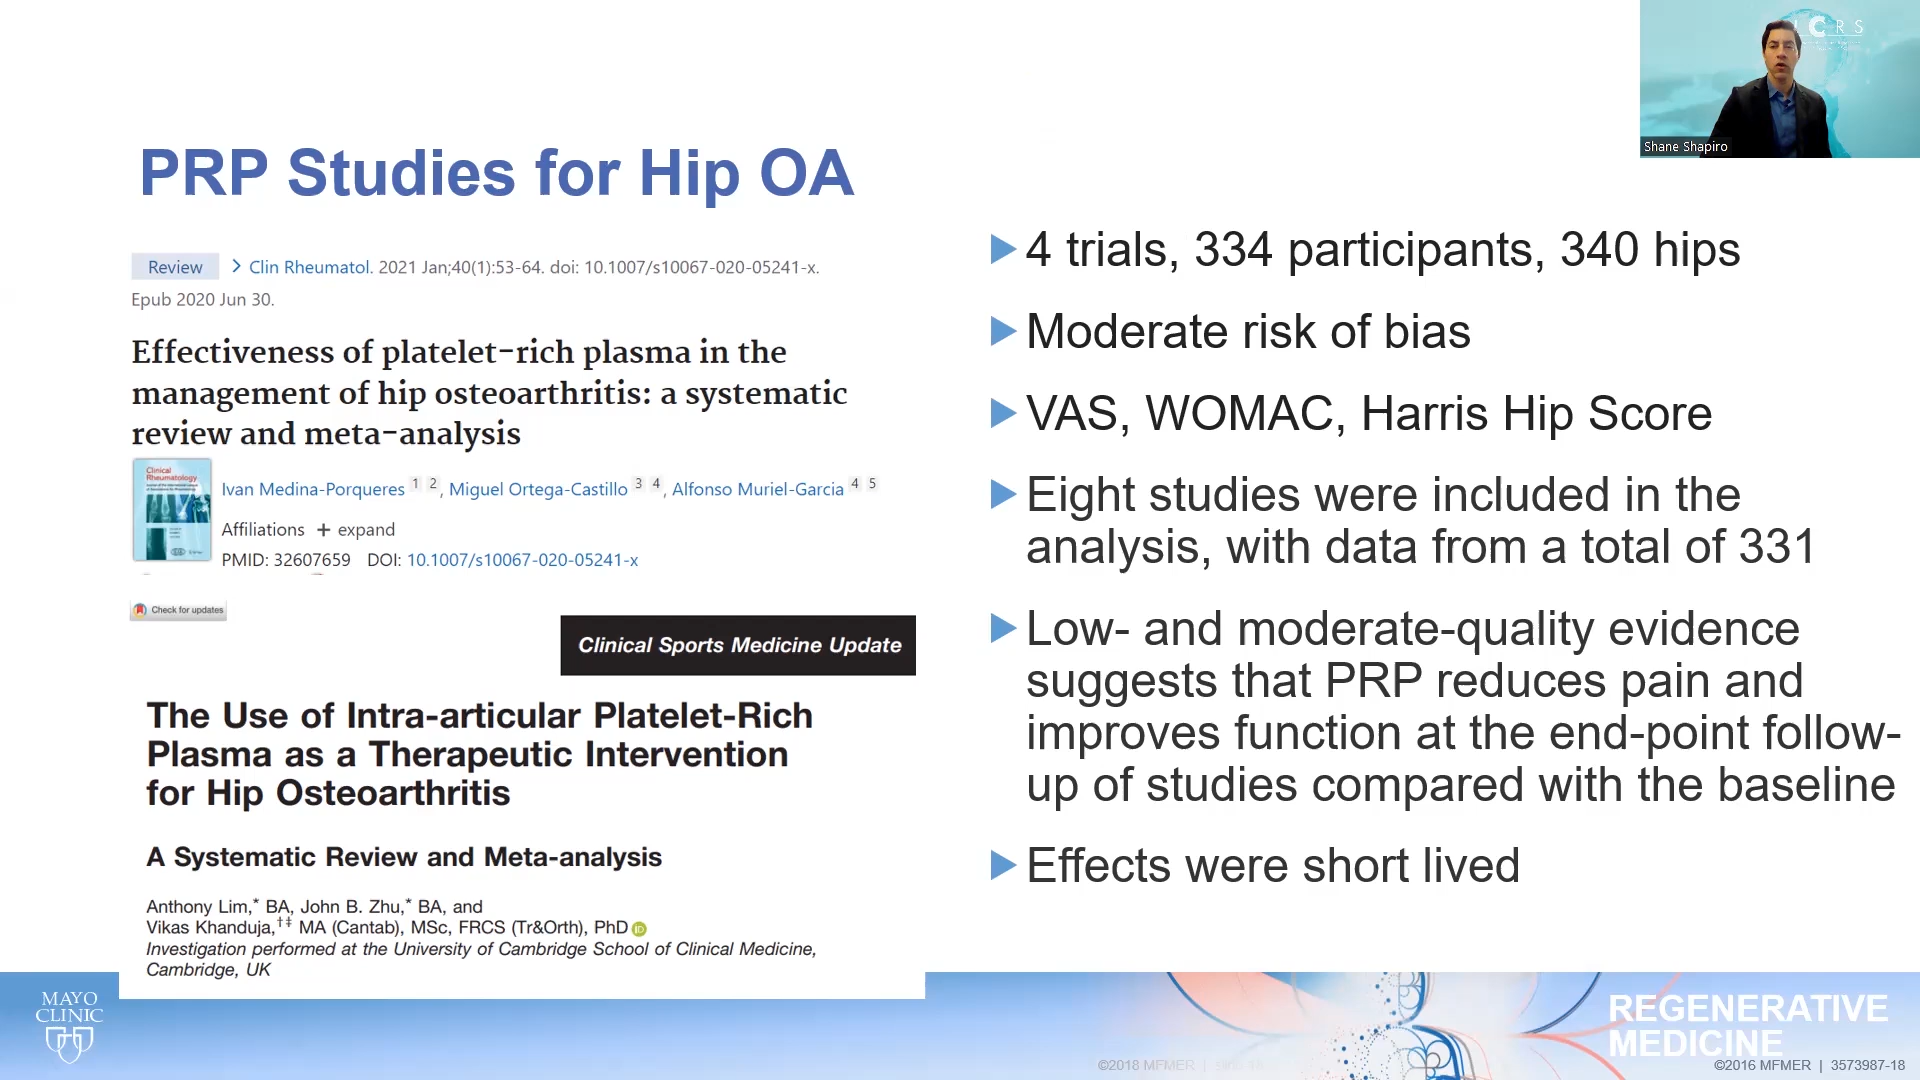 I C R S
Shane Shapiro
PRP Studies for Hip OA
Review > Clin Rheumatol. 2021 Jan;40(1):53-64. doi: 10.1007/s10067-020-05241-x.
Epub 2020 Jun 30.
Effectiveness of platelet-rich plasma in the
management of hip osteoarthritis: a systematic
review and meta-analysis
Clinical
Rheumatology
Ivan Medina-Porqueres 1 2, Miguel Ortega-Castillo 3 4, Alfonso Muriel-Garcia 4 5
Affiliations + expand
PMID: 32607659 DOI: 10.1007/s10067-020-05241-x
Check for updates
Clinical Sports Medicine Update
The Use of Intra-articular Platelet-Rich
Plasma as a Therapeutic Intervention
for Hip Osteoarthritis
A Systematic Review and Meta-analysis
Anthony Lim,* BA, John B. Zhu,* BA, and
Vikas Khanduja,†‡ MA (Cantab), MSc, FRCS (Tr&Orth), PhD iD
Investigation performed at the University of Cambridge School of Clinical Medicine,
Cambridge, UK
4 trials, 334 participants, 340 hips
Moderate risk of bias
VAS, WOMAC, Harris Hip Score
Eight studies were included in the
analysis, with data from a total of 331
Low- and moderate-quality evidence
suggests that PRP reduces pain and
improves function at the end-point follow-
up of studies compared with the baseline
Effects were short lived
MAYO
CLINIC
REGENERATIVE
MEDICINE
©2018 MFMER |
©2016 MFMER | 3573987-18